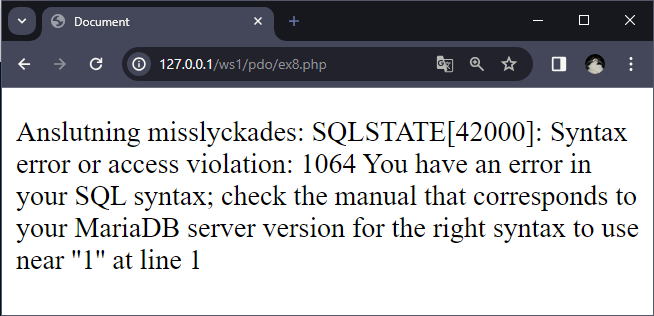 Document
127.0.0.1/ws1/pdo/ex8.php
Anslutning misslyckades: SQLSTATE[42000]: Syntax
error or access violation: 1064 You have an error in
your SQL syntax; check the manual that corresponds to
your MariaDB server version for the right syntax to use
near ''1'' at line 1